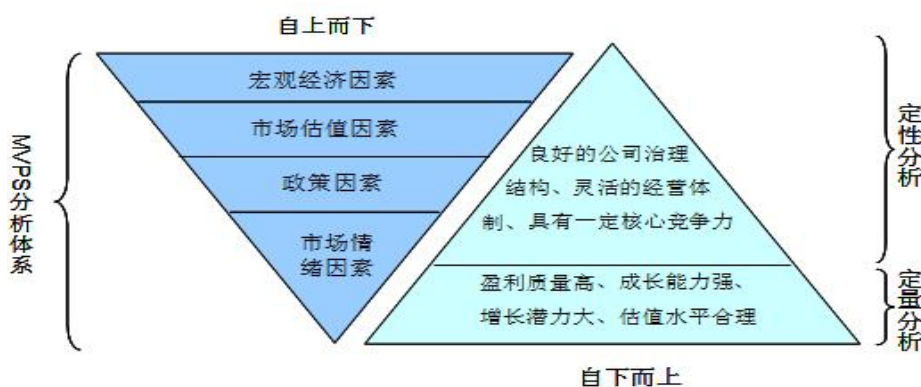 自上而下
MVPS分析体系
宏观经济因素
市场估值因素
政策因素
市场情
绪因素
良好的公司治理
结构、灵活的经营体
制、具有一定核心竞争力
盈利质量高、成长能力强、
增长潜力大、估值水平合理
定性分析
定量分析
自下而上